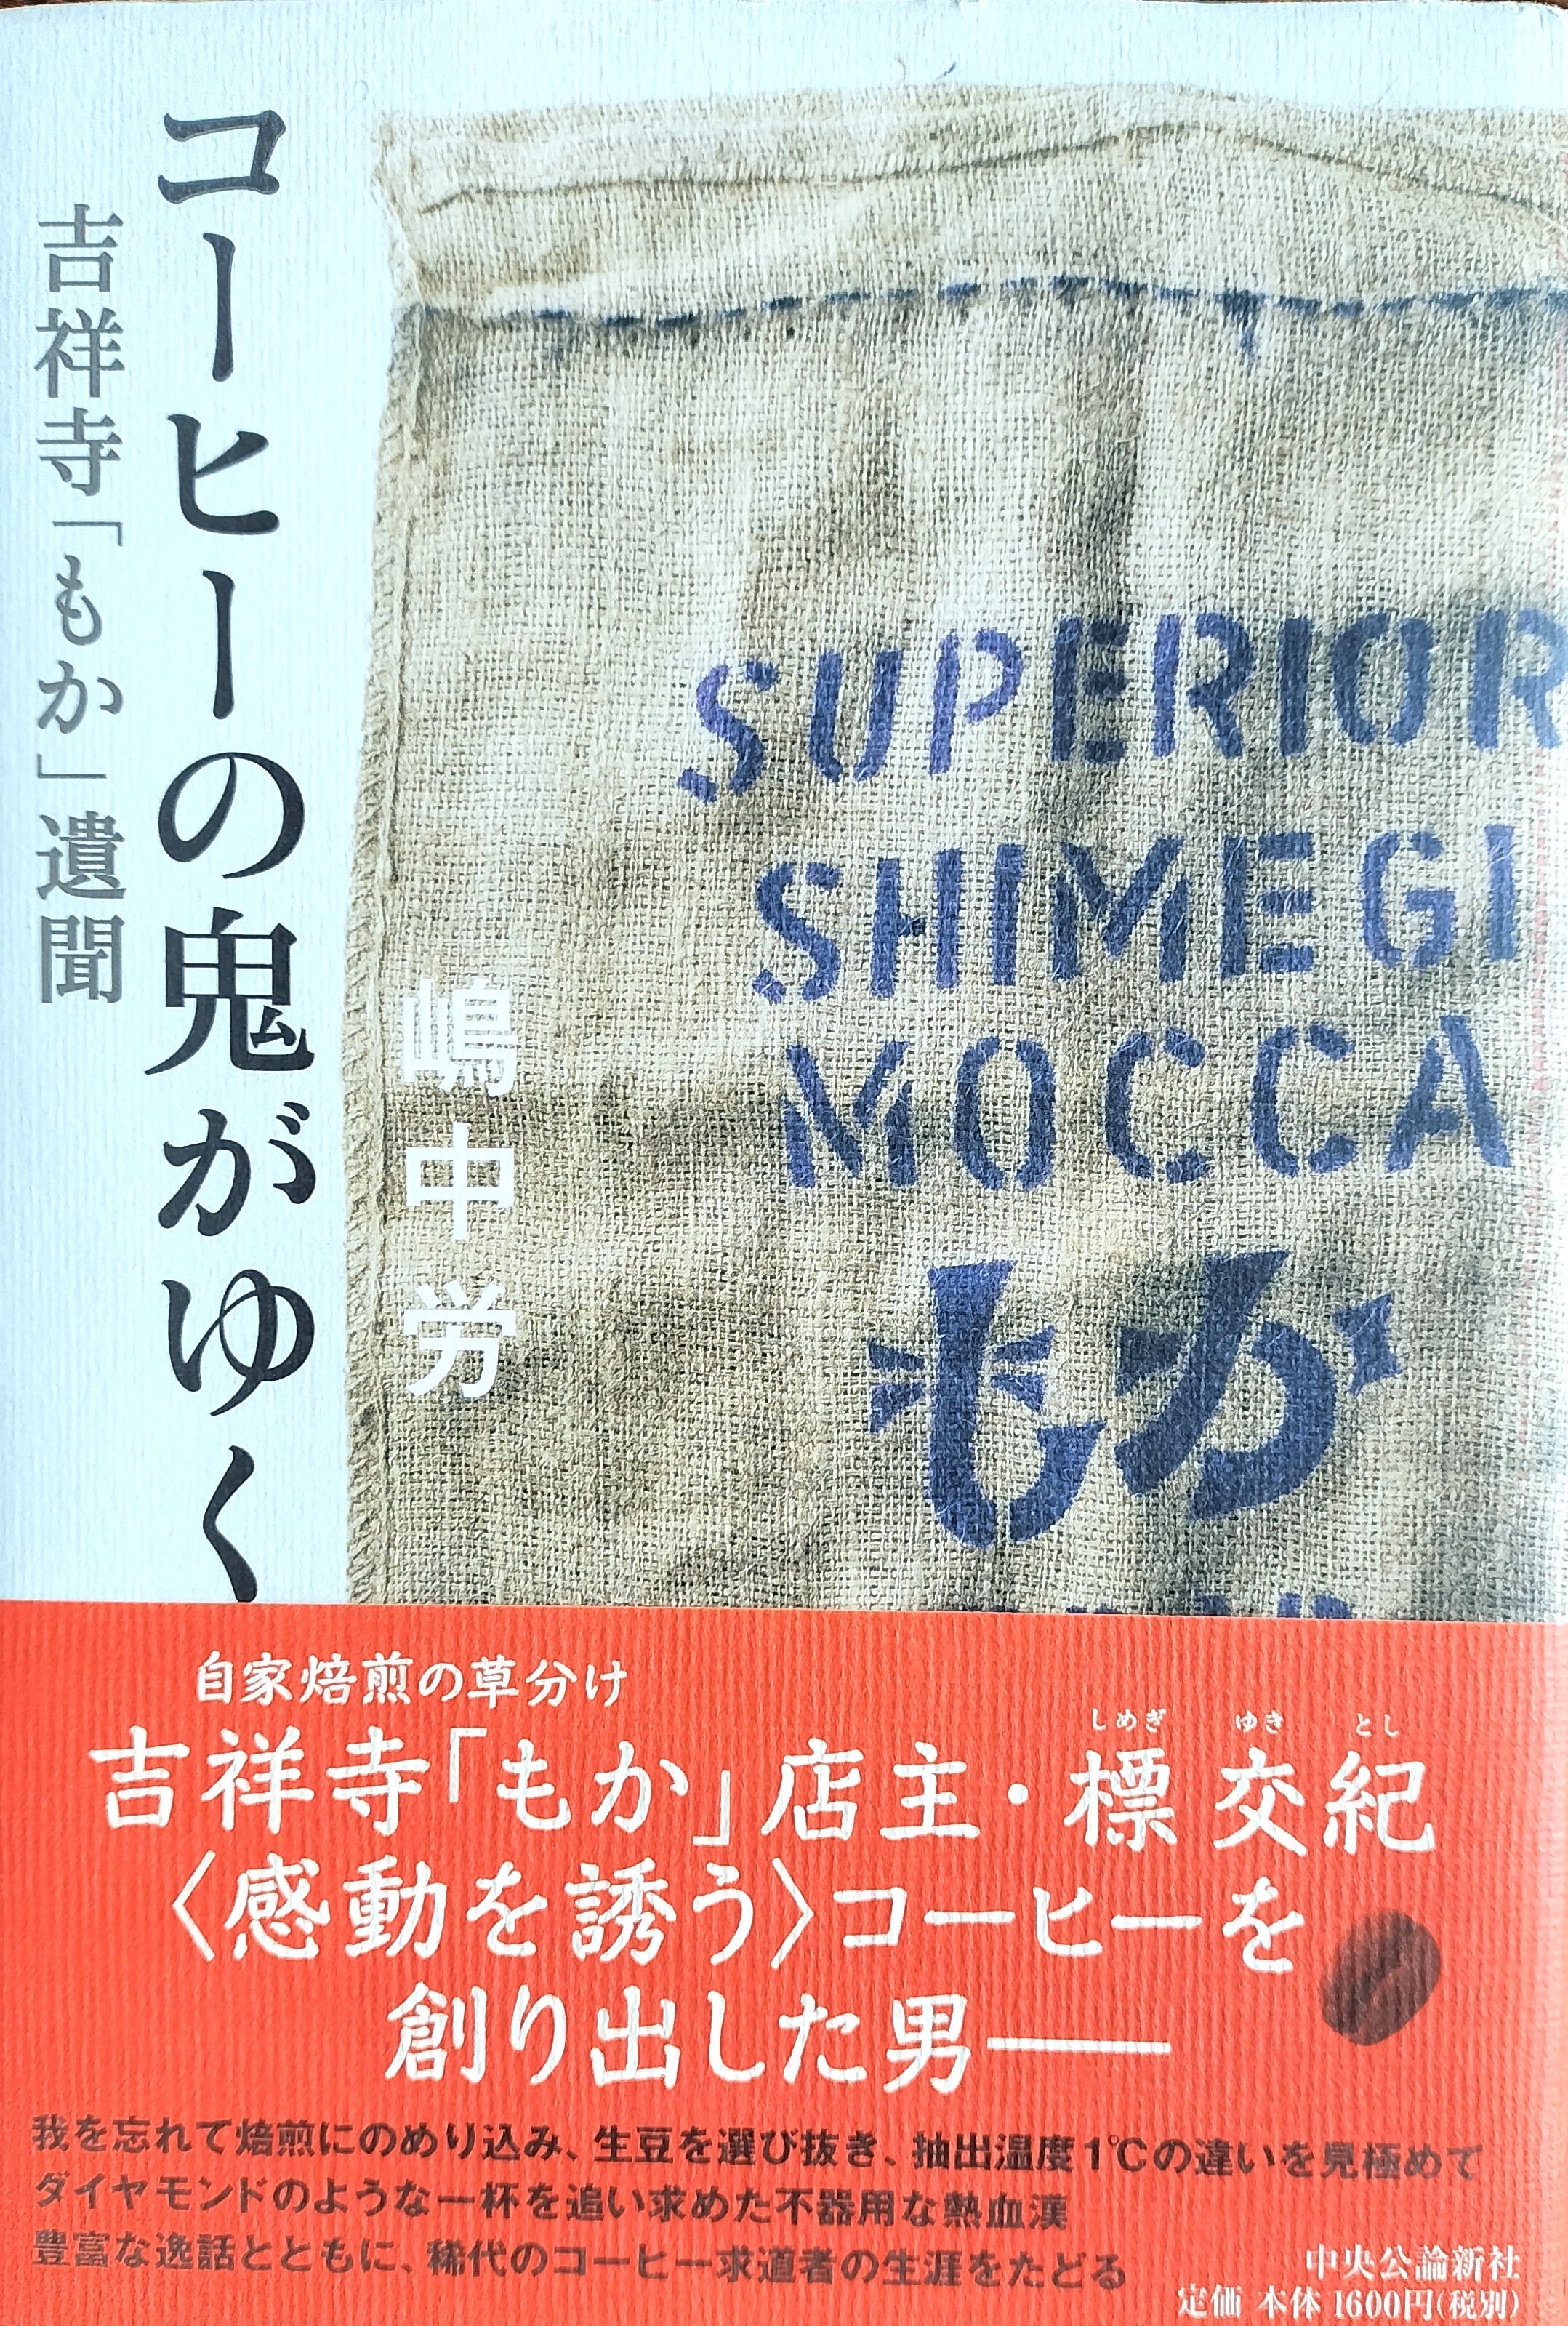 コーヒーの鬼がゆく
吉祥寺「もか」遺聞
嶋中労
SUPERIOR
SHIMEGI
MOCCA
もか
自家焙煎の草分け
しめぎ ゆき とし
吉祥寺「もか」店主・標 交紀
〈感動を誘う〉コーヒーを
創り出した男――
我を忘れて焙煎にのめり込み、生豆を選び抜き、抽出温度1℃の違いを見極めて
ダイヤモンドのような一杯を追い求めた不器用な熱血漢
豊富な逸話とともに、稀代のコーヒー求道者の生涯をたどる
中央公論新社
定価 本体1600円(税別)